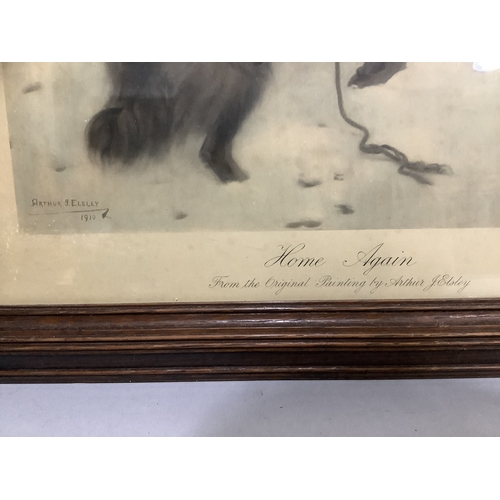 ARTHUR J. ELSLEY
1910
Home Again
From the Original Painting by Arthur J Elsley